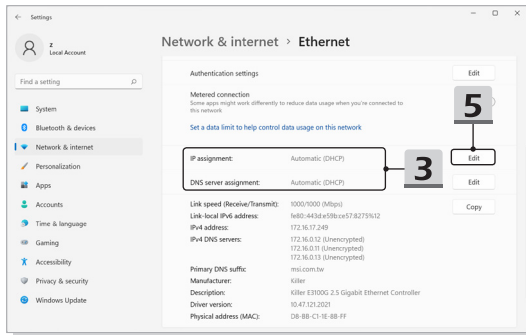 Settings
z
Local Account
Find a setting
System
Bluetooth & devices
Network & internet
Personalization
Apps
Accounts
Time & language
Gaming
Accessibility
Privacy & security
Windows Update
Network & internet > Ethernet
Authentication settings Edit
Metered connection
Some apps might work differently to reduce data usage when you're connected to
this network
5
Set a data limit to help control data usage on this network
IP assignment: Automatic (DHCP) Edit
3
DNS server assignment: Automatic (DHCP) Edit
Link speed (Receive/Transmit): 1000/1000 (Mbps) Copy
Link-local IPv6 address: fe80::443d:e59b:ce57:8275%12
IPv4 address: 172.16.17.249
IPv4 DNS servers: 172.16.0.12 (Unencrypted)
172.16.0.11 (Unencrypted)
172.16.0.13 (Unencrypted)
Primary DNS suffix: msi.com.tw
Manufacturer: Killer
Description: Killer E3100G 2.5 Gigabit Ethernet Controller
Driver version: 10.47.121.2021
Physical address (MAC): D8-BB-C1-1E-88-FF